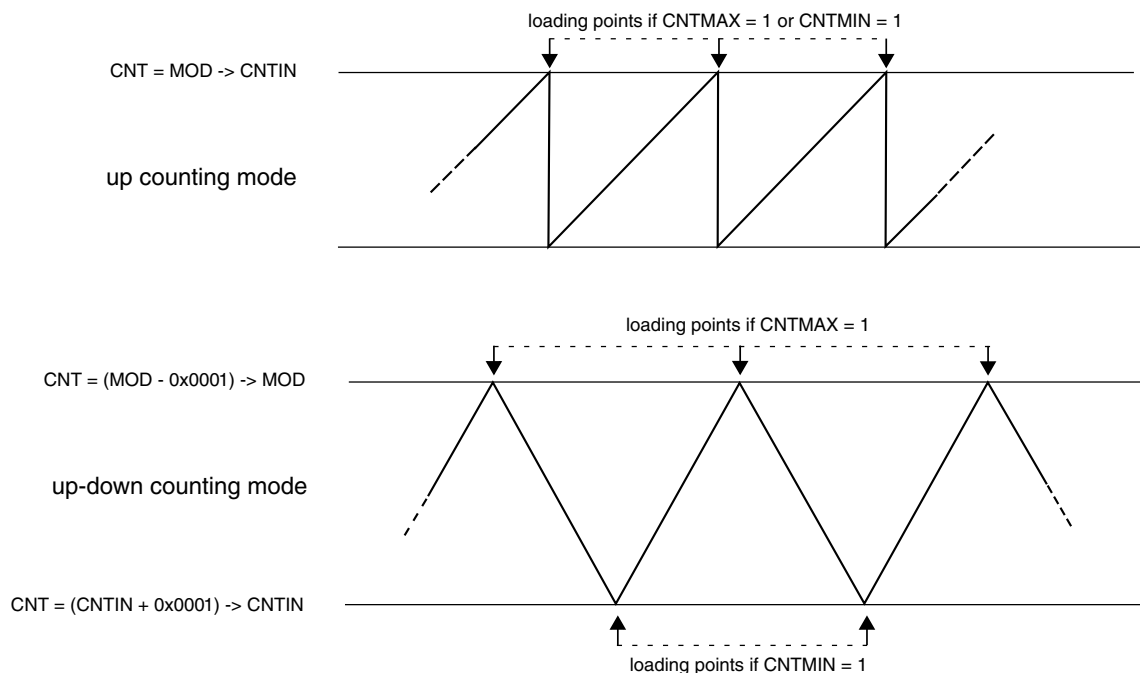 loading points if CNTMAX = 1 or CNTMIN = 1
CNT = MOD -> CNTIN
up counting mode
loading points if CNTMAX = 1
CNT = (MOD - 0x0001) -> MOD
up-down counting mode
CNT = (CNTIN + 0x0001) -> CNTIN
loading points if CNTMIN = 1